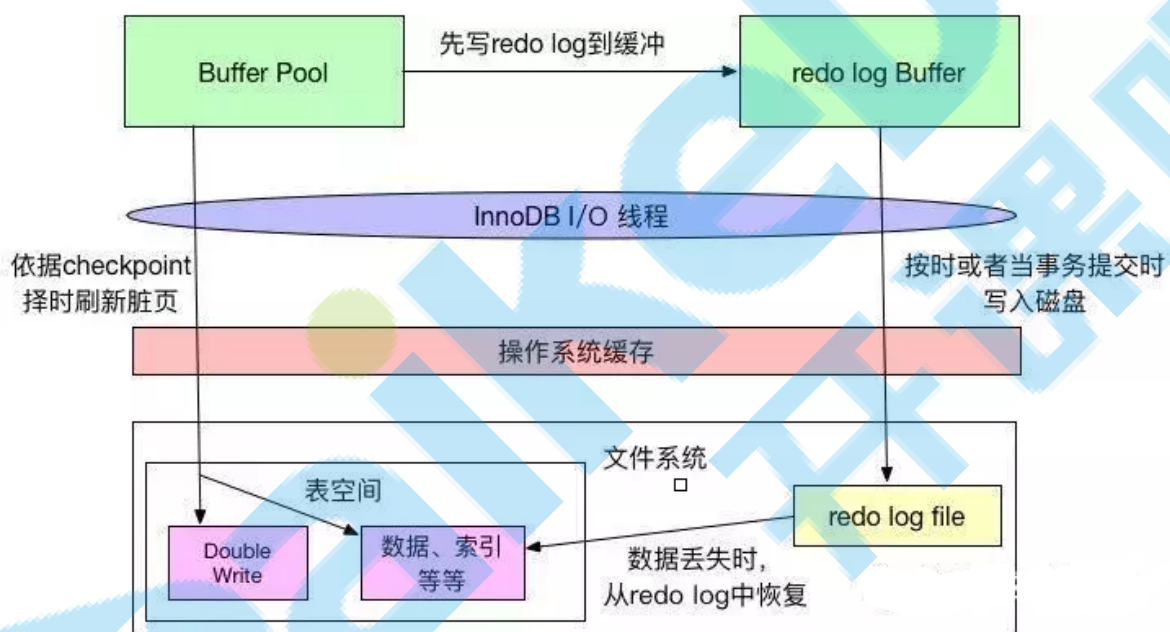 先写redo log到缓冲
Buffer Pool
redo log Buffer
InnoDB I/O 线程
依据checkpoint
择时刷新脏页
按时或者当事务提交时
写入磁盘
操作系统缓存
文件系统
表空间
redo log file
Double
Write
数据、索引
等等
数据丢失时,
从redo log中恢复